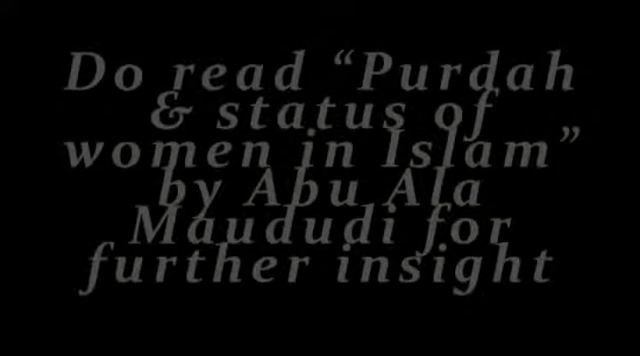 Do read “Purdah
& status of
women in Islam”
by Abu Ala
Maududi for
further insight